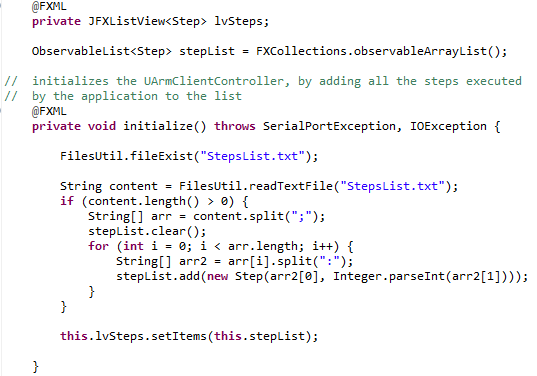 @FXML
private JFXListView<Step> lvSteps;
ObservableList<Step> stepList = FXCollections.observableArrayList();
// initializes the UArmClientController, by adding all the steps executed
// by the application to the list
@FXML
private void initialize() throws SerialPortException, IOException {
FilesUtil.fileExist("StepsList.txt");
String content = FilesUtil.readTextFile("StepsList.txt");
if (content.length() > 0) {
String[] arr = content.split(";");
stepList.clear();
for (int i = 0; i < arr.length; i++) {
String[] arr2 = arr[i].split(":");
stepList.add(new Step(arr2[0], Integer.parseInt(arr2[1])));
}
}
this.lvSteps.setItems(this.stepList);
}